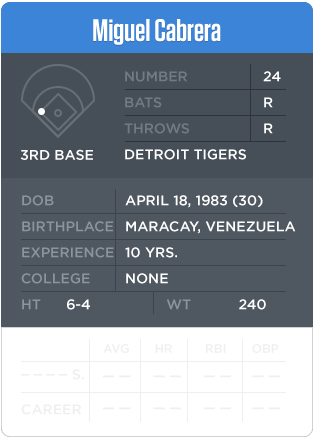 Miguel Cabrera
NUMBER 24
BATS R
THROWS R
3RD BASE DETROIT TIGERS
DOB APRIL 18, 1983 (30)
BIRTHPLACE MARACAY, VENEZUELA
EXPERIENCE 10 YRS.
COLLEGE NONE
HT 6-4 WT 240
AVG HR RBI OBP
---- S. -- -- -- --
CAREER -- -- -- --